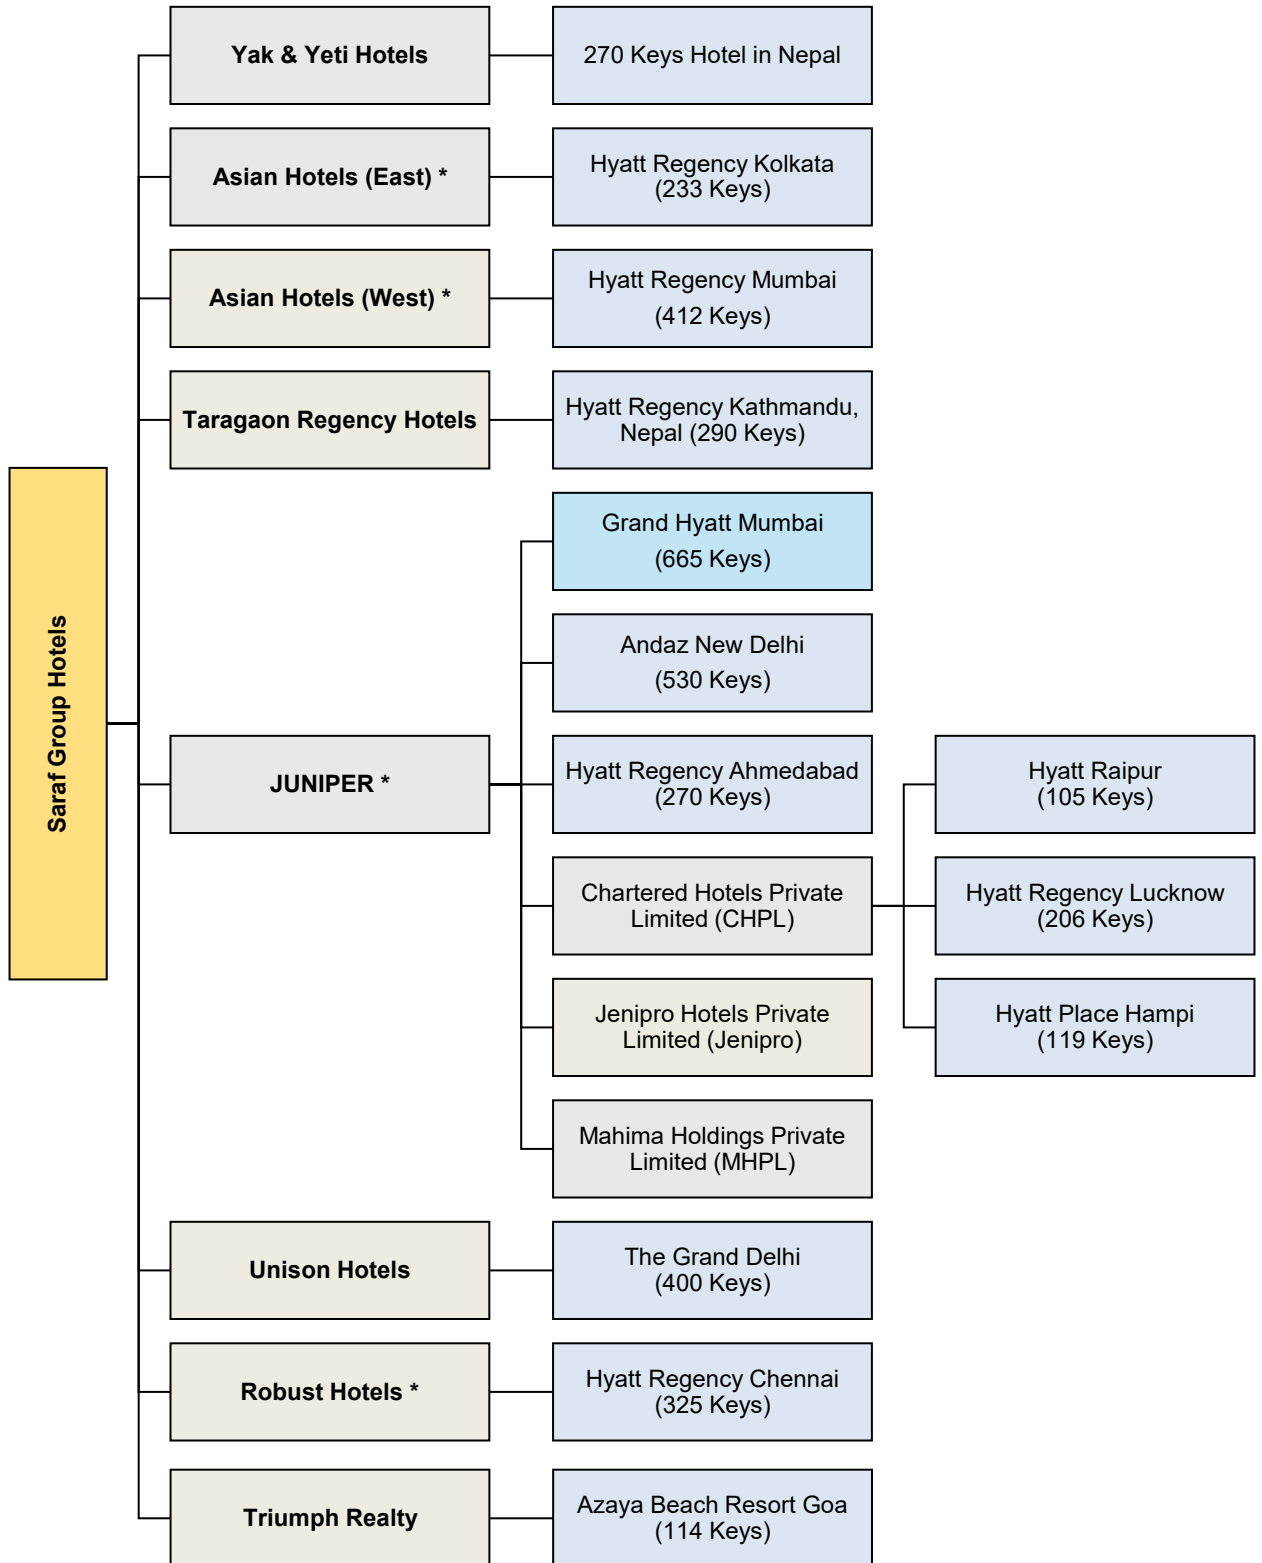 Saraf Group Hotels
Yak & Yeti Hotels
270 Keys Hotel in Nepal
Asian Hotels (East) *
Hyatt Regency Kolkata
(233 Keys)
Asian Hotels (West) *
Hyatt Regency Mumbai
(412 Keys)
Taragaon Regency Hotels
Hyatt Regency Kathmandu,
Nepal (290 Keys)
JUNIPER *
Grand Hyatt Mumbai
(665 Keys)
Andaz New Delhi
(530 Keys)
Hyatt Regency Ahmedabad
(270 Keys)
Chartered Hotels Private
Limited (CHPL)
Hyatt Raipur
(105 Keys)
Hyatt Regency Lucknow
(206 Keys)
Hyatt Place Hampi
(119 Keys)
Jenipro Hotels Private
Limited (Jenipro)
Mahima Holdings Private
Limited (MHPL)
Unison Hotels
The Grand Delhi
(400 Keys)
Robust Hotels *
Hyatt Regency Chennai
(325 Keys)
Triumph Realty
Azaya Beach Resort Goa
(114 Keys)